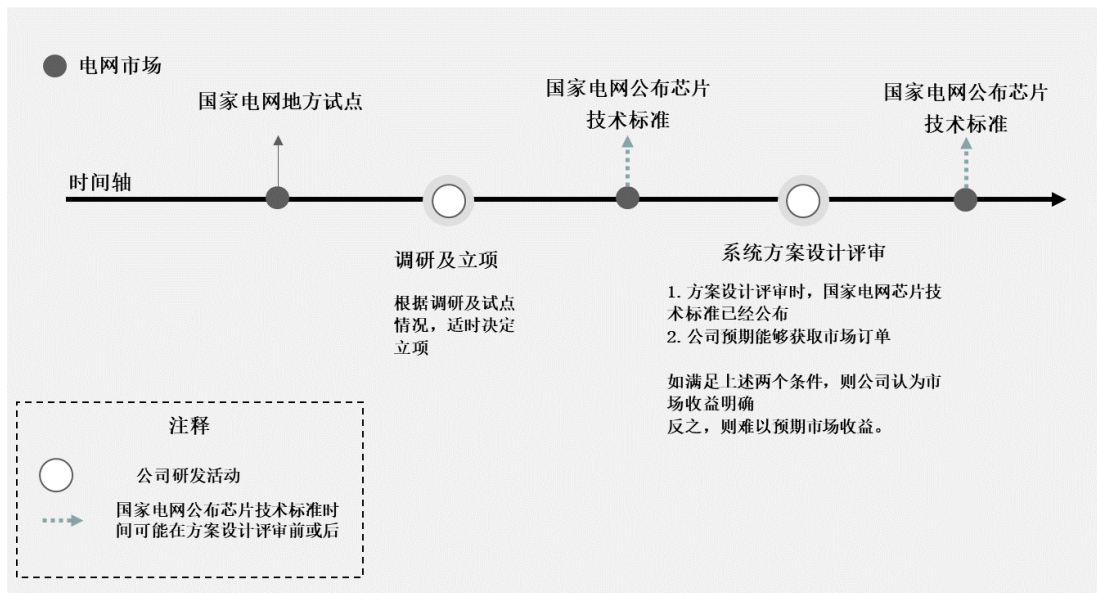 电网市场
国家电网地方试点
国家电网公布芯片
技术标准
国家电网公布芯片
技术标准
时间轴
调研及立项
根据调研及试点
情况，适时决定
立项
系统方案设计评审
1. 方案设计评审时，国家电网芯片技
术标准已经公布
2. 公司预期能够获取市场订单
如满足上述两个条件，则公司认为市
场收益明确
反之，则难以预期市场收益。
注释
公司研发活动
国家电网公布芯片技术标准时
间可能在方案设计评审前或后